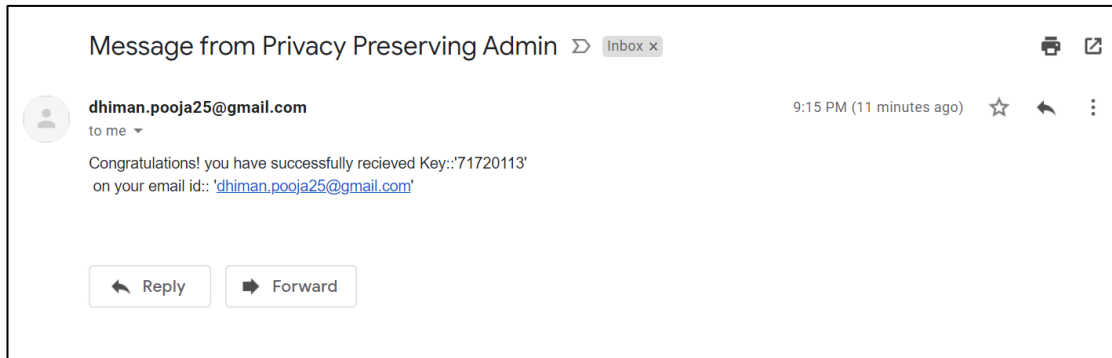 Message from Privacy Preserving Admin Inbox x
dhiman.pooja25@gmail.com 9:15 PM (11 minutes ago)
to me
Congratulations! you have successfully recieved Key::'71720113'
on your email id:: 'dhiman.pooja25@gmail.com'
Reply Forward